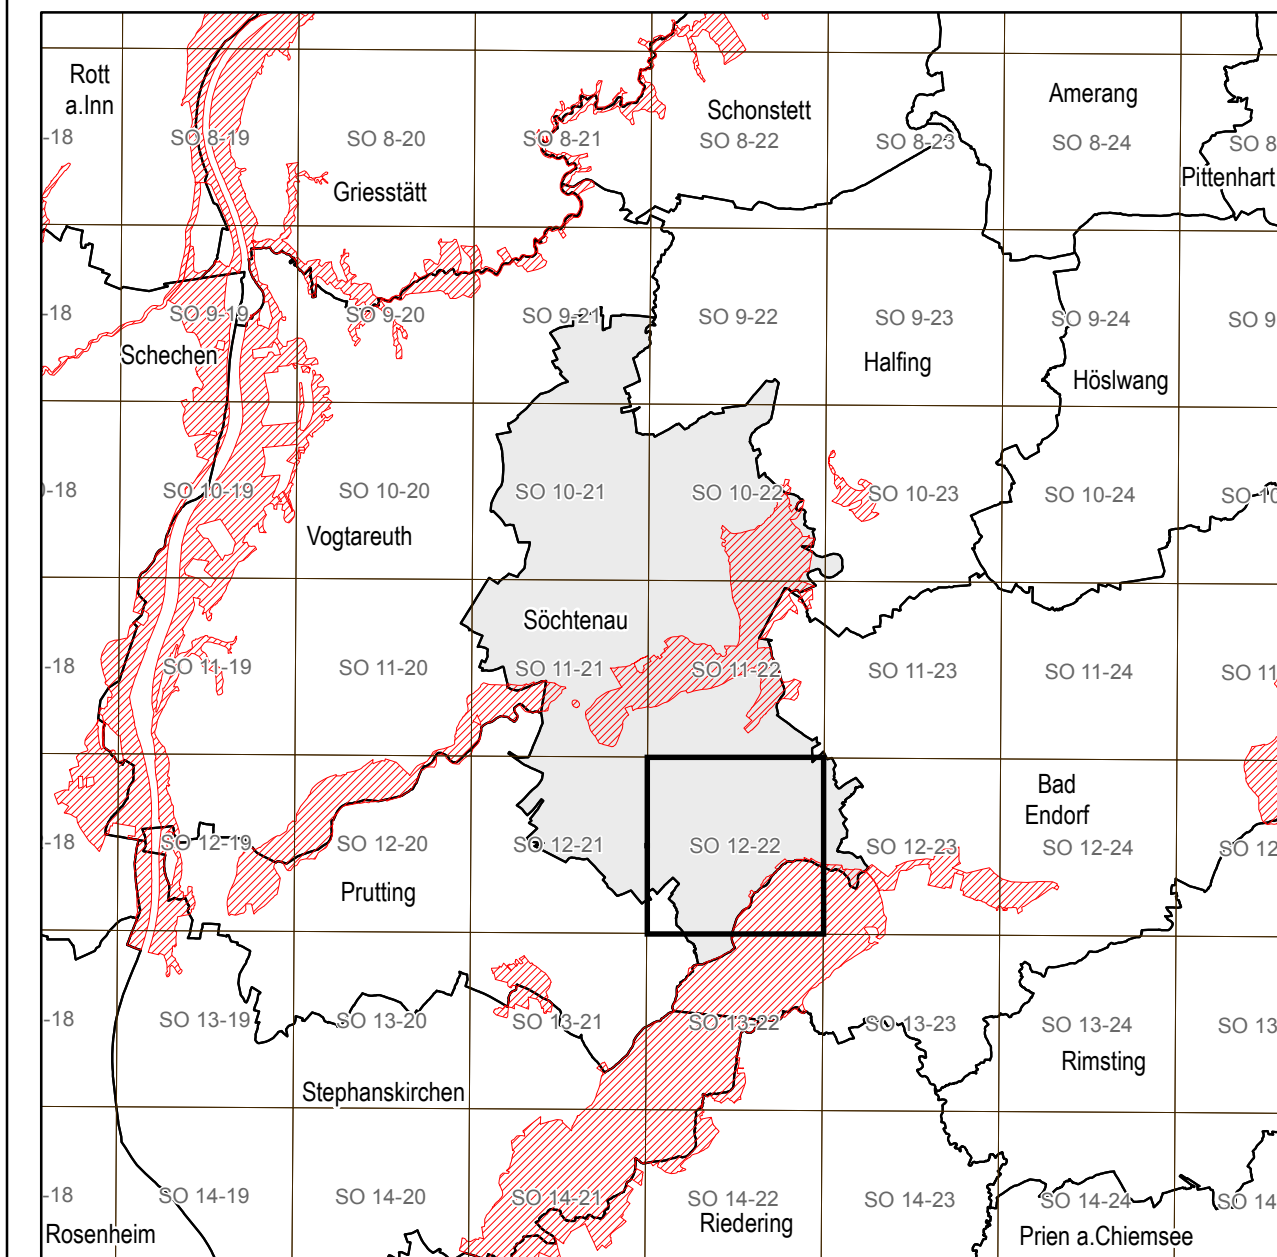 Rott
a.Inn
Schonstett
Amerang
-18
SO 8-19
SO 8-20
SO 8-21
SO 8-22
SO 8-23
SO 8-24
SO 8
Griesstätt
Pittenhart
-18
SO 9-19
SO 9-20
SO 9-21
SO 9-22
SO 9-23
SO 9-24
SO 9
Schechen
Halfing
Höslwang
-18
SO 10-19
SO 10-20
SO 10-21
SO 10-22
SO 10-23
SO 10-24
SO 10
Vogtareuth
Söchtenau
-18
SO 11-19
SO 11-20
SO 11-21
SO 11-22
SO 11-23
SO 11-24
SO 11
Bad
Endorf
-18
SO 12-19
SO 12-20
SO 12-21
SO 12-22
SO 12-23
SO 12-24
SO 12
Prutting
-18
SO 13-19
SO 13-20
SO 13-21
SO 13-22
SO 13-23
SO 13-24
SO 13
Rimsting
Stephanskirchen
-18
SO 14-19
SO 14-20
SO 14-21
SO 14-22
SO 14-23
SO 14-24
SO 14
Rosenheim
Riedering
Prien a.Chiemsee